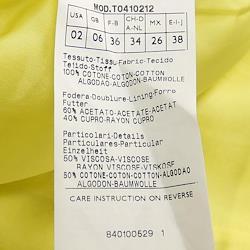 MOD.TO410212
USA GB F-B CH-D A-NL MX E-I-J
02 06 36 34 26 38
Tessuto-Tissu Fabric-Tecido
Tejido-Stoff
100% COTONE-COTON-COTTON
ALGODAO-ALGODON-BAUMWOLLE
Fodera-Doublure-Lining-Forro
Futter
60% ACETATO-ACETATE
40% CUPRO-RAYON CUPRO
Particolari-Details
Particulares-Particular
Einzelheit
50% VISCOSA-VISCOSE
RAYON VISCOSE-VISKOSE
50% COTONE-COTON-COTTON-ALGODAO
ALGODON-BAUMWOLLE
CARE INSTRUCTION ON REVERSE
840100529 1